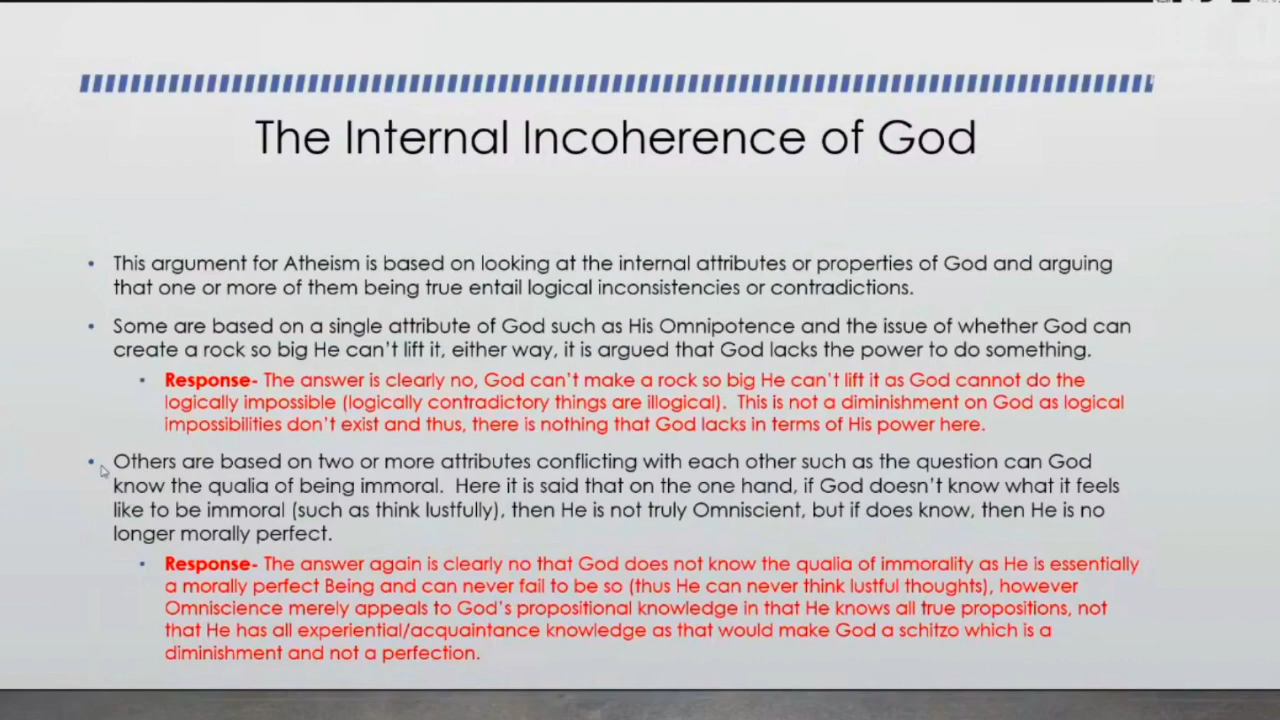 The Internal Incoherence of God
• This argument for Atheism is based on looking at the internal attributes or properties of God and arguing
that one or more of them being true entail logical inconsistencies or contradictions.
• Some are based on a single attribute of God such as His Omnipotence and the issue of whether God can
create a rock so big He can't lift it, either way, it is argued that God lacks the power to do something.
• Response- The answer is clearly no, God can't make a rock so big He can't lift it as God cannot do the
logically impossible (logically contradictory things are illogical).  This is not a diminishment on God as logical
impossibilities don't exist and thus, there is nothing that God lacks in terms of His power here.
• Others are based on two or more attributes conflicting with each other such as the question can God
know the qualia of being immoral.  Here it is said that on the one hand, if God doesn't know what it feels
like to be immoral (such as think lustfully), then He is not truly Omniscient, but if does know, then He is no
longer morally perfect.
• Response- The answer again is clearly no that God does not know the qualia of immorality as He is essentially
a morally perfect Being and can never fail to be so (thus He can never think lustful thoughts), however
Omniscience merely appeals to God's propositional knowledge in that He knows all true propositions, not
that He has all experiential/acquaintance knowledge as that would make God a schitzo which is a
diminishment and not a perfection.